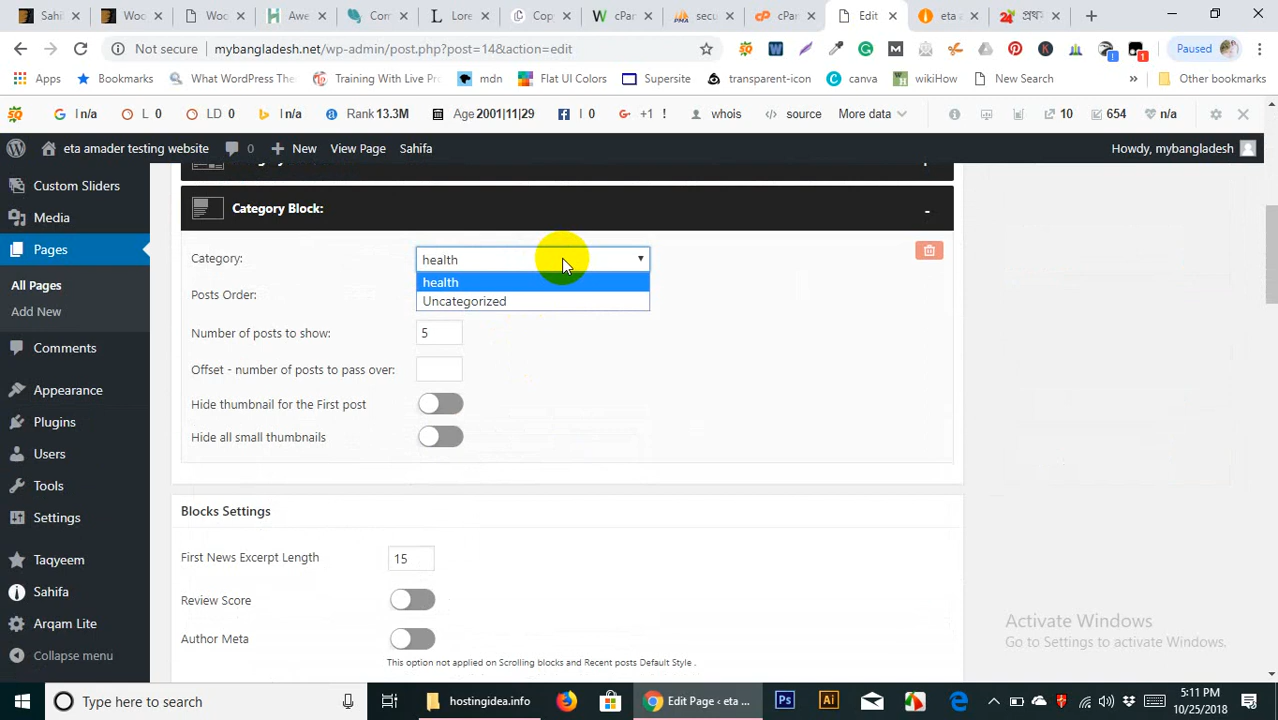 Sahi
Woo
Woo
Awe
Con
Lore
Cop
cPar
secu
cPar
Edit
eta a
প্রথ
Not secure
mybangladesh.net/wp-admin/post.php?post=14&action=edit
Paused
Apps
Bookmarks
What WordPress The
Training With Live Pr
mdn
Flat UI Colors
Supersite
transparent-icon
canva
wikiHow
New Search
»
Other bookmarks
I n/a
L 0
LD 0
I n/a
Rank 13.3M
Age 2001|11|29
I 0
+1 !
whois
source
More data
10
654
n/a
eta amader testing website
0
New
View Page
Sahifa
Howdy, mybangladesh
Custom Sliders
Media
Pages
All Pages
Add New
Comments
Appearance
Plugins
Users
Tools
Settings
Taqyeem
Sahifa
Arqam Lite
Collapse menu
Category Block:
-
Category:
health
health
Uncategorized
Posts Order:
Number of posts to show:
5
Offset - number of posts to pass over:
Hide thumbnail for the First post
Hide all small thumbnails
Blocks Settings
First News Excerpt Length
15
Review Score
Author Meta
This option not applied on Scrolling blocks and Recent posts Default Style .
Activate Windows
Go to Settings to activate Windows.
Type here to search
hostingidea.info
Edit Page ‹ eta ...
5:11 PM
10/25/2018